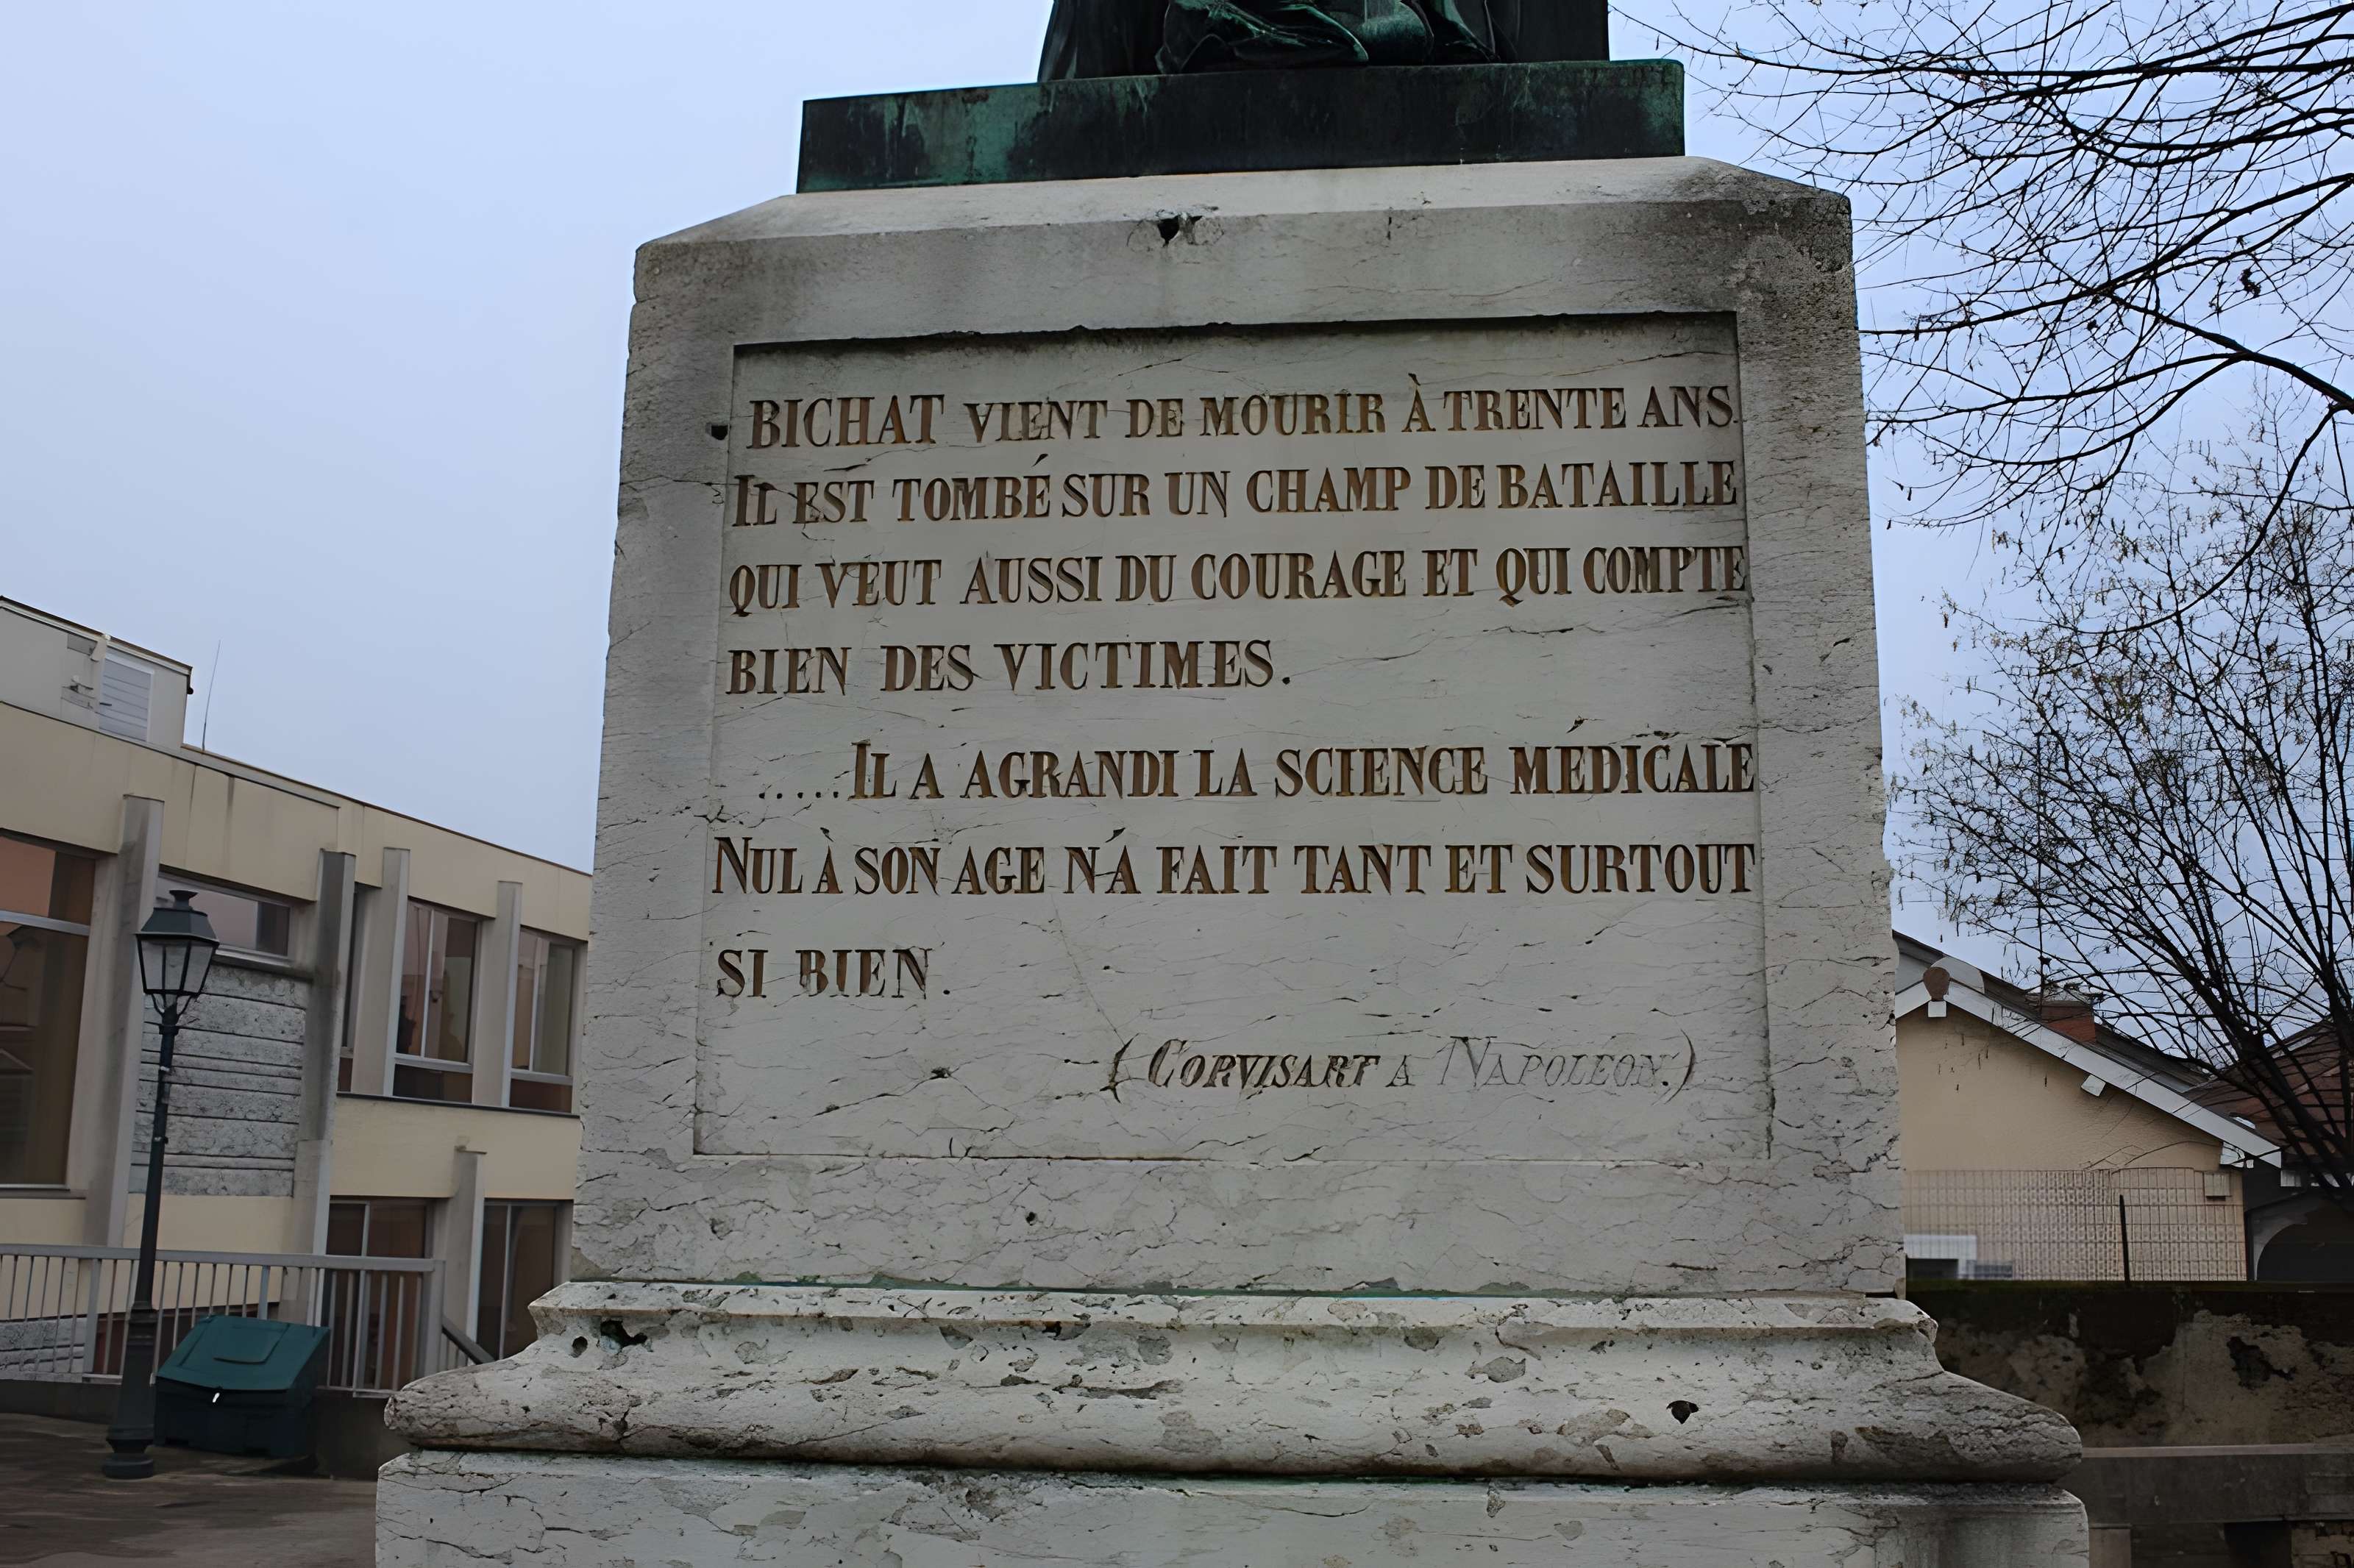 BICHAT VIENT DE MOURIR À TRENTE ANS.
IL EST TOMBÉ SUR UN CHAMP DE BATAILLE
QUI VEUT AUSSI DU COURAGE ET QUI COMPTE
BIEN DES VICTIMES.
.....IL A AGRANDI LA SCIENCE MÉDICALE
NUL À SON AGE N'A FAIT TANT ET SURTOUT
SI BIEN.
(CORVISART A NAPOLÉON.)